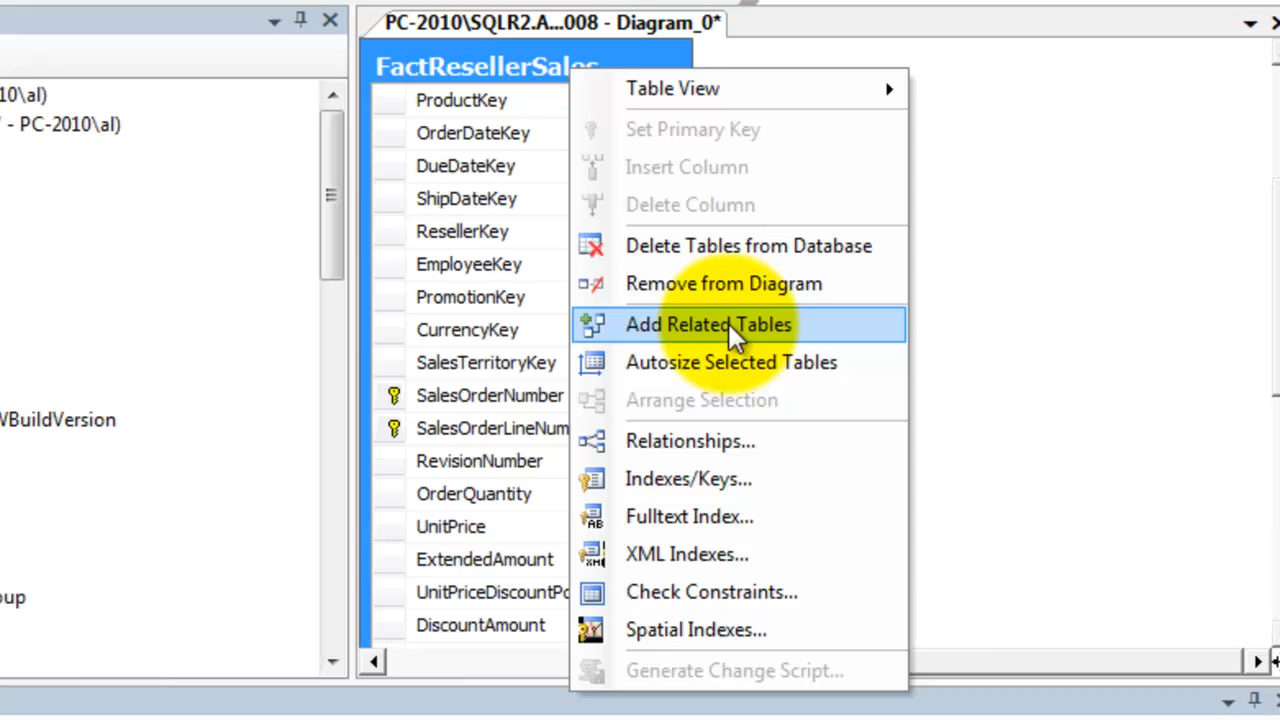 PC-2010\SQLR2.A...008 - Diagram_0*
10\al)
- PC-2010\al)
WBuildVersion
oup
FactResellerSales
ProductKey
OrderDateKey
DueDateKey
ShipDateKey
ResellerKey
EmployeeKey
PromotionKey
CurrencyKey
SalesTerritoryKey
SalesOrderNumber
SalesOrderLineNum
RevisionNumber
OrderQuantity
UnitPrice
ExtendedAmount
UnitPriceDiscountPc
DiscountAmount
Table View
Set Primary Key
Insert Column
Delete Column
Delete Tables from Database
Remove from Diagram
Add Related Tables
Autosize Selected Tables
Arrange Selection
Relationships...
Indexes/Keys...
Fulltext Index...
XML Indexes...
Check Constraints...
Spatial Indexes...
Generate Change Script...